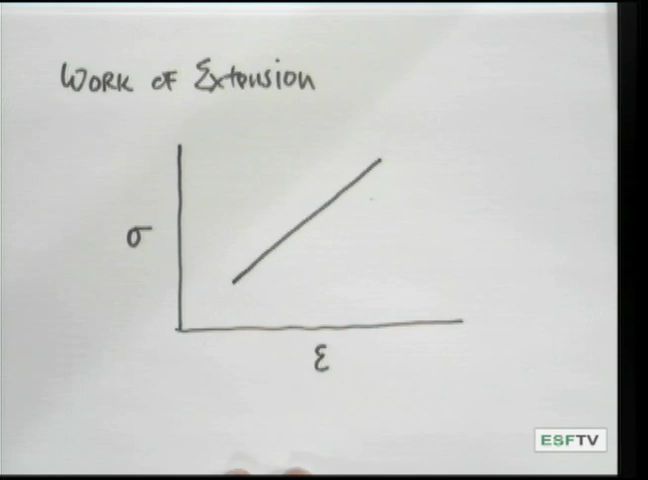 Work of Extension
σ
ε
ESFTV